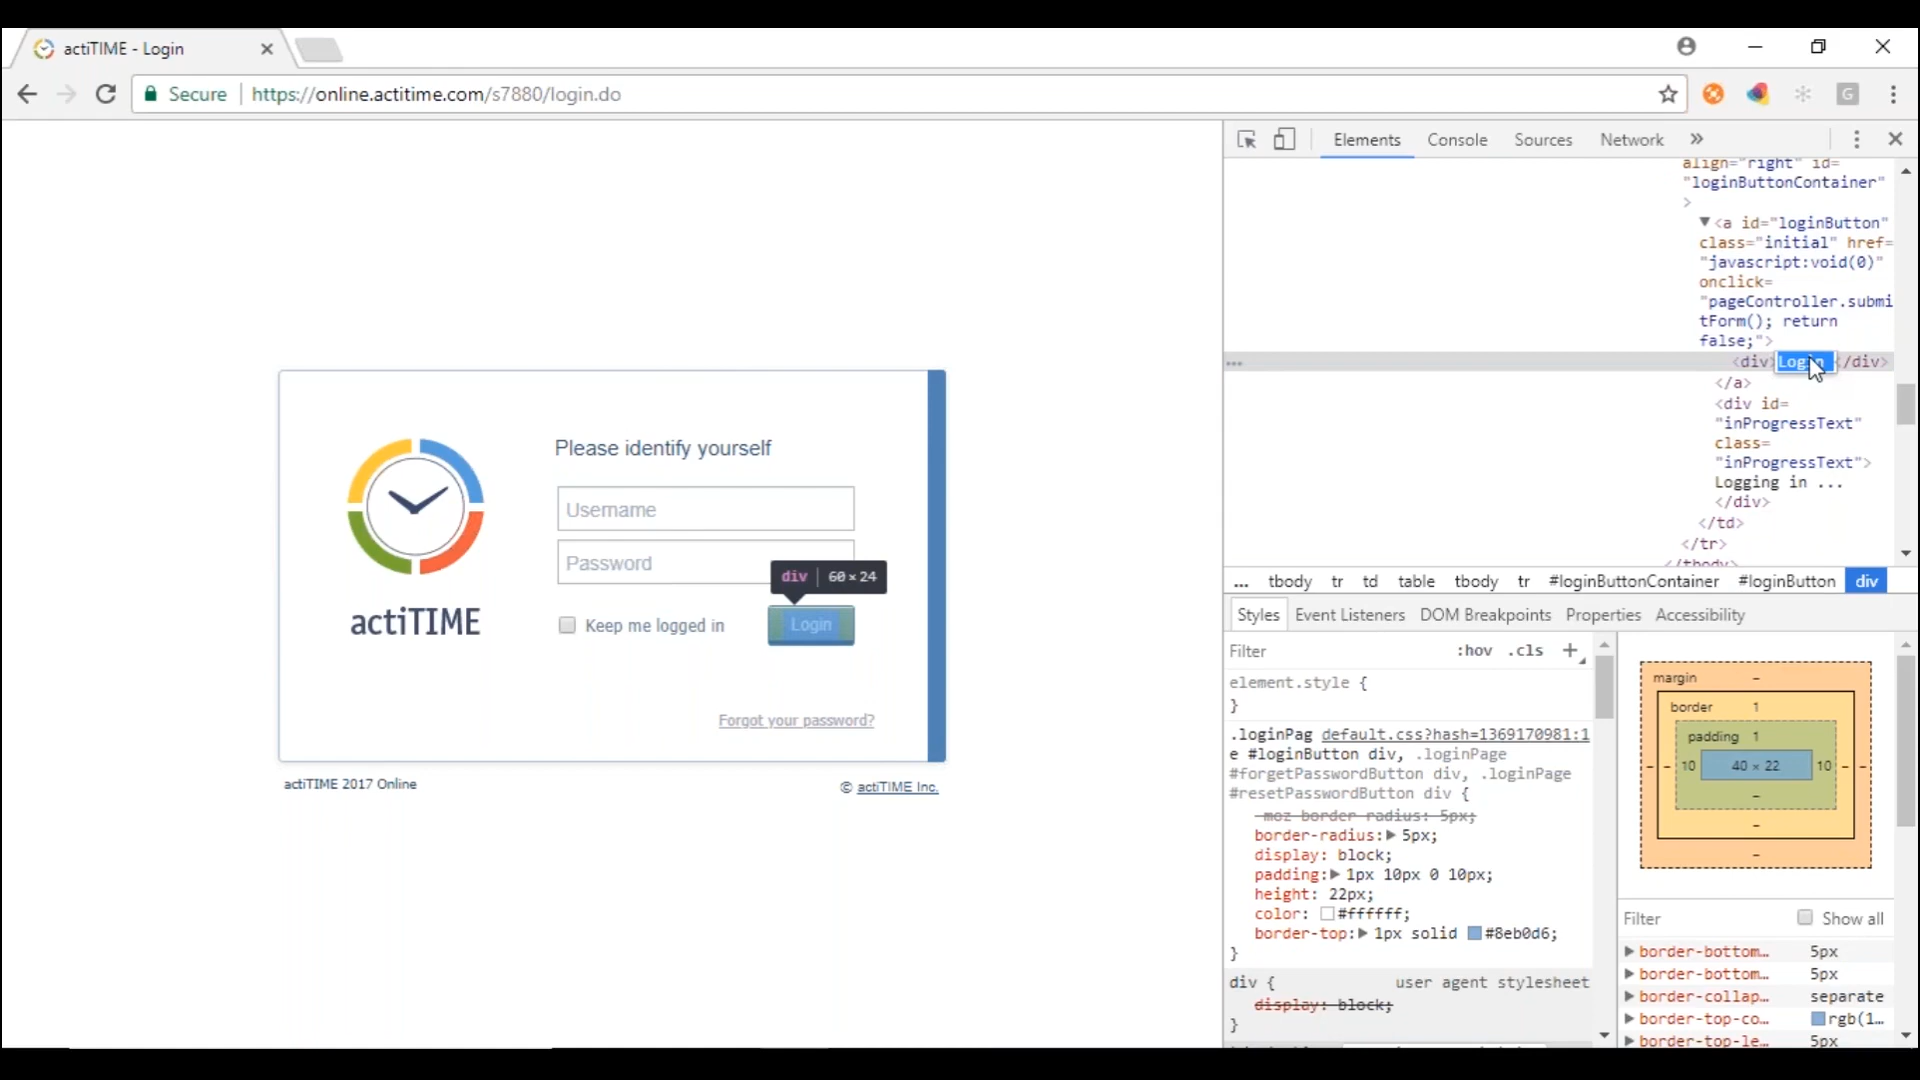 actiTIME - Login
Secure
https://online.actitime.com/s7880/login.do
G
Please identify yourself
Username
Password
div 60 × 24
Keep me logged in
Login
actiTIME
Forgot your password?
actiTIME 2017 Online
© actiTIME Inc.
Elements Console Sources Network »
align="right" id=
"loginButtonContainer"
>
▼<a id="loginButton"
class="initial" href=
"javascript:void(0)"
onclick=
"pageController.submi
tForm(); return
false;">
... <div>Login </div>
</a>
<div id=
"inProgressText"
class=
"inProgressText">
Logging in ...
</div>
</td>
</tr>
</tbody>
... tbody tr td table tbody tr #loginButtonContainer #loginButton div
Styles Event Listeners DOM Breakpoints Properties Accessibility
Filter :hov .cls +
element.style {
}
.loginPag default.css?hash=1369170981:1
e #loginButton div, .loginPage
#forgetPasswordButton div, .loginPage
#resetPasswordButton div {
-moz-border-radius: 5px;
border-radius:▶ 5px;
display: block;
padding:▶ 1px 10px 0 10px;
height: 22px;
color: #ffffff;
border-top:▶ 1px solid #8eb0d6;
}
div { user agent stylesheet
display: block;
}
margin –
border 1
padding 1
– – 10 40 × 22 10 – –
–
–
–
Filter Show all
▶ border-bottom… 5px
▶ border-bottom… 5px
▶ border-collap… separate
▶ border-top-co… rgb(1…
▶ border-top-le… 5px